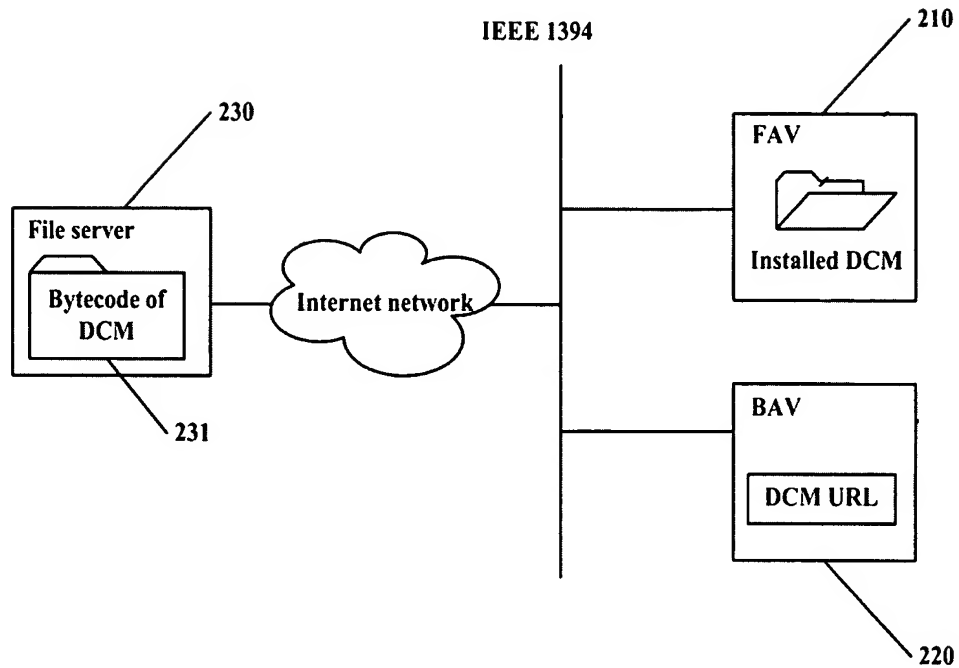 IEEE 1394
210
230
FAV
File server
Installed DCM
Bytecode of
DCM
Internet network
231
BAV
DCM URL
220